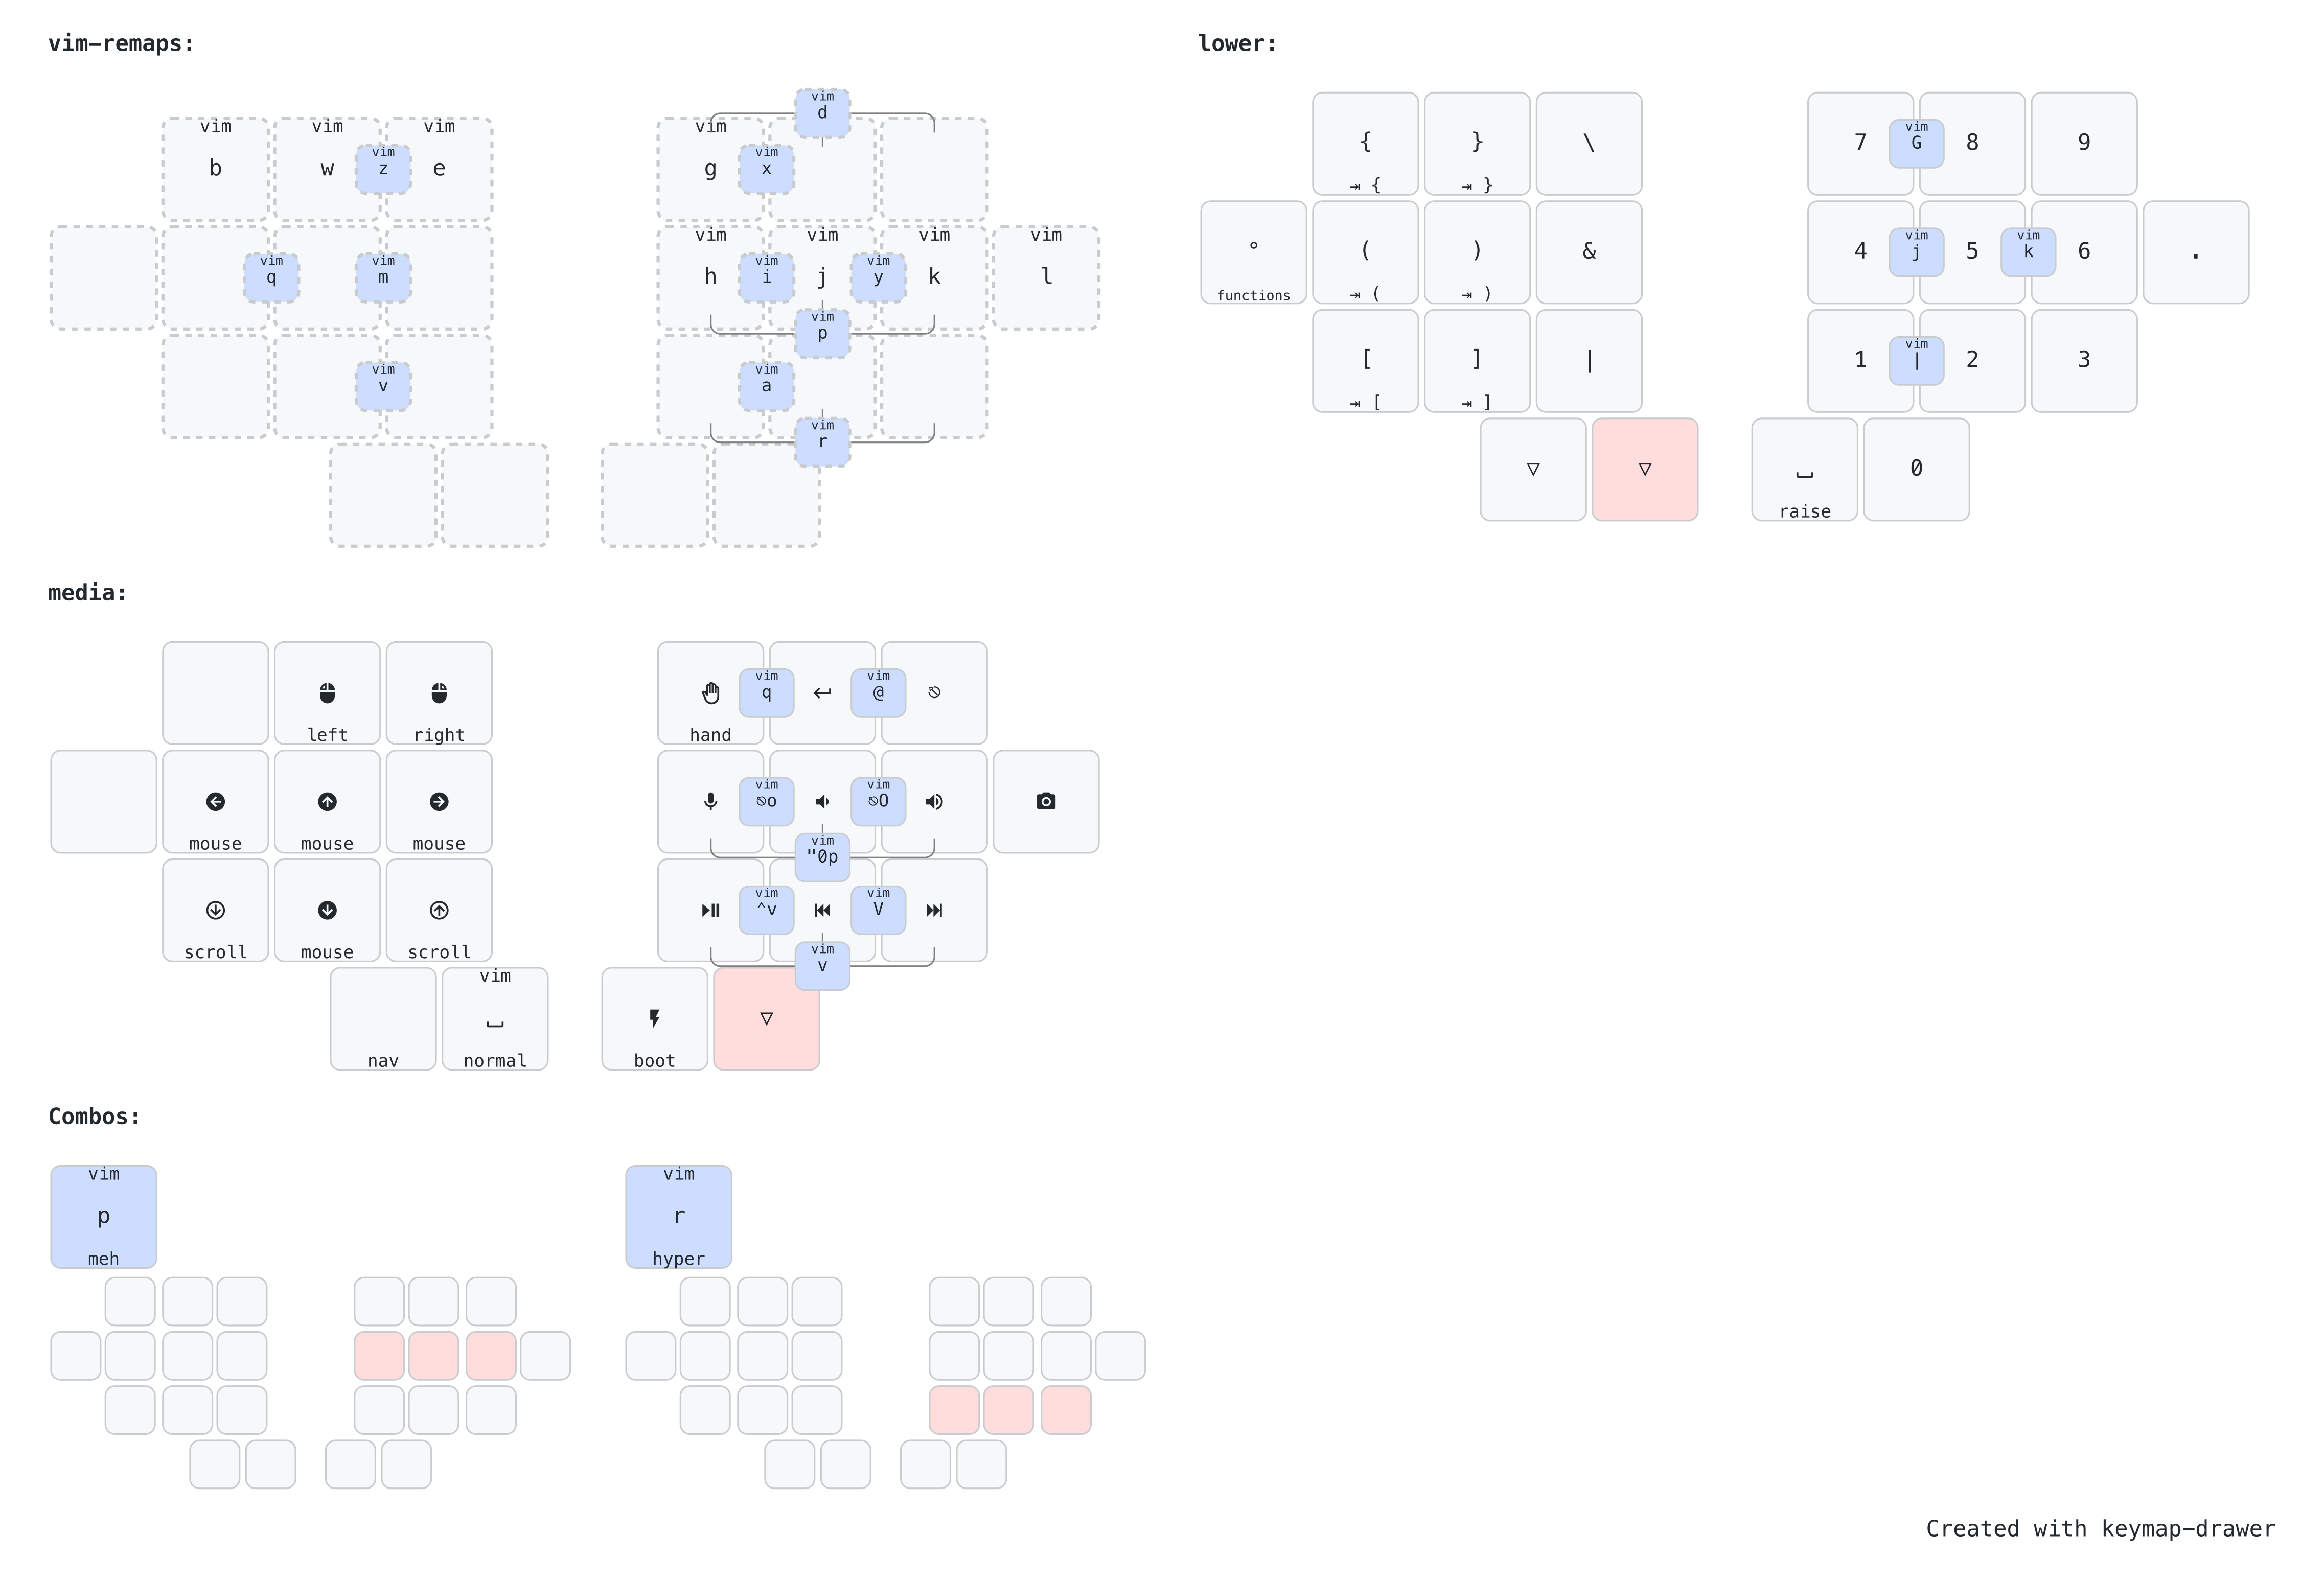 vim-remaps:
vim d
vim vim vim vim
b w vim z e g vim x
vim vim vim vim
vim q vim m h vim i j vim y k l
vim p
vim v vim a
vim r
lower:
{ } \ 7 vim G 8 9
⇥ { ⇥ }
° ( ) & 4 vim j 5 vim k 6 .
functions ⇥ ( ⇥ )
[ ] | 1 vim | 2 3
⇥ [ ⇥ ]
▽ ▽ ⎵ 0
raise
media:
vim q ↵ vim @ ⎋
left right hand
vim ⎋o vim ⎋O
mouse mouse mouse
vim "0p
vim ^v vim V
scroll mouse scroll
vim v
vim
⎵ ▽
nav normal boot
Combos:
vim vim
p r
meh hyper
Created with keymap-drawer